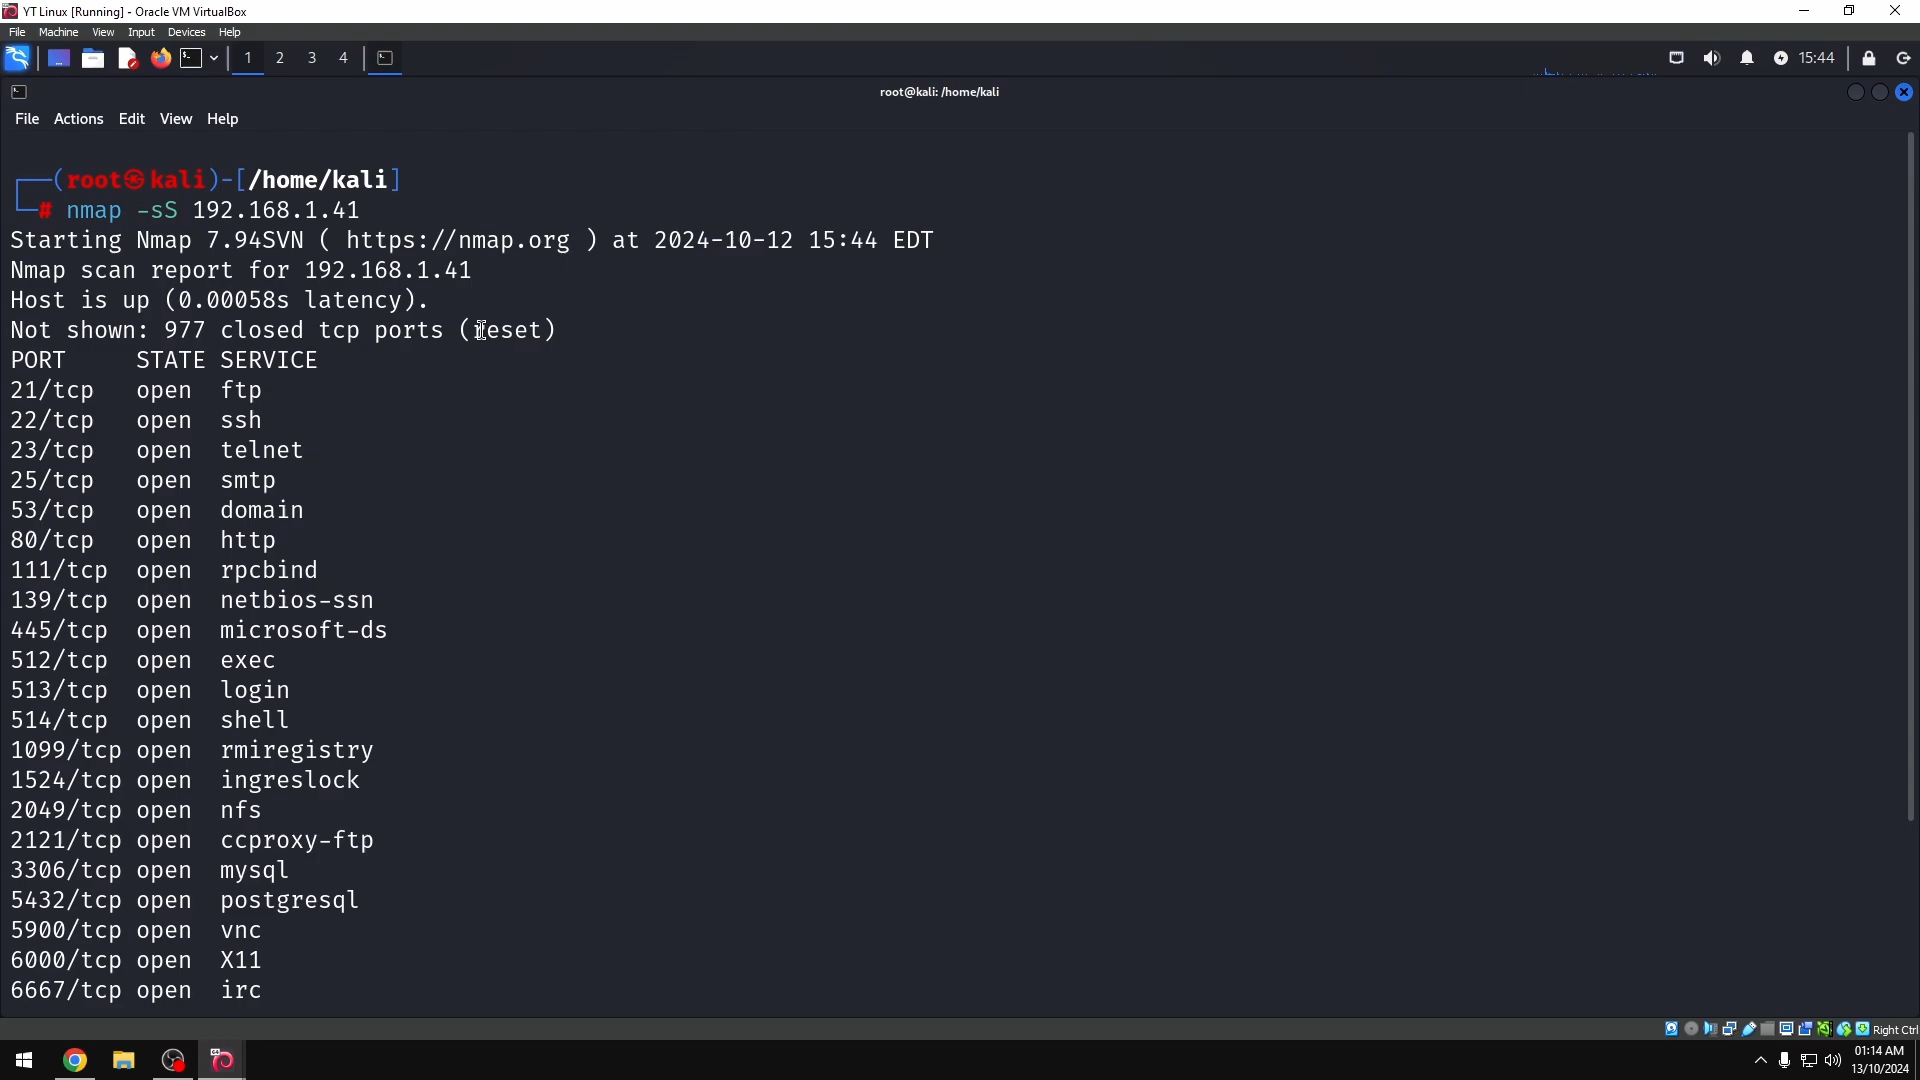 YT Linux [Running] - Oracle VM VirtualBox
File Machine View Input Devices Help
1 2 3 4 15:44
root@kali: /home/kali
File Actions Edit View Help
┌──(root㉿kali)-[/home/kali]
└─# nmap -sS 192.168.1.41
Starting Nmap 7.94SVN ( https://nmap.org ) at 2024-10-12 15:44 EDT
Nmap scan report for 192.168.1.41
Host is up (0.00058s latency).
Not shown: 977 closed tcp ports (reset)
PORT     STATE SERVICE
21/tcp   open  ftp
22/tcp   open  ssh
23/tcp   open  telnet
25/tcp   open  smtp
53/tcp   open  domain
80/tcp   open  http
111/tcp  open  rpcbind
139/tcp  open  netbios-ssn
445/tcp  open  microsoft-ds
512/tcp  open  exec
513/tcp  open  login
514/tcp  open  shell
1099/tcp open  rmiregistry
1524/tcp open  ingreslock
2049/tcp open  nfs
2121/tcp open  ccproxy-ftp
3306/tcp open  mysql
5432/tcp open  postgresql
5900/tcp open  vnc
6000/tcp open  X11
6667/tcp open  irc
Right Ctrl
01:14 AM
13/10/2024